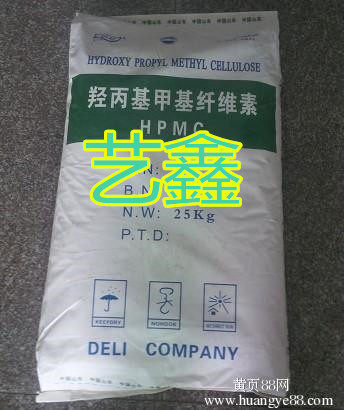 HYDROXY PROPYL METHYL CELLULOSE
羟丙基甲基纤维素
HPMC
艺鑫
N:
B.N
N.W: 25Kg
P.T.D:
KEEPDRY
NOHOOK
DELI COMPANY
黄页88网
www.huangye88.com